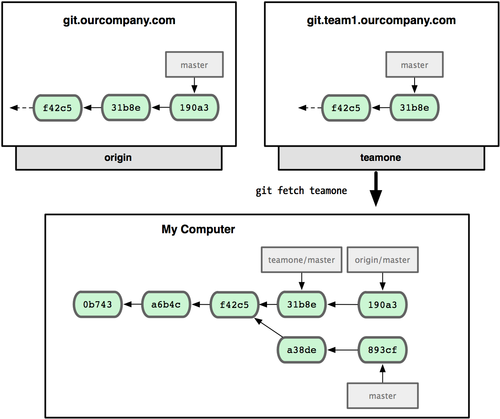 git.ourcompany.com
master
f42c5
31b8e
190a3
origin
git.team1.ourcompany.com
master
f42c5
31b8e
teamone
git fetch teamone
My Computer
teamone/master
origin/master
0b743
a6b4c
f42c5
31b8e
190a3
a38de
893cf
master